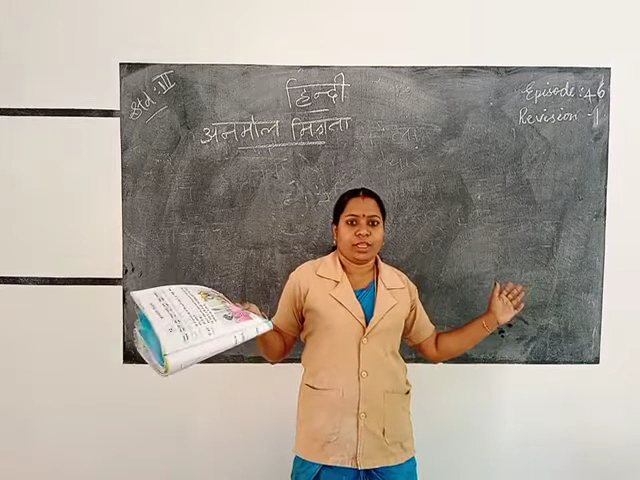 Std : III
हिन्दी
अनमोल मित्रता
Episode : 46
Revision - 1